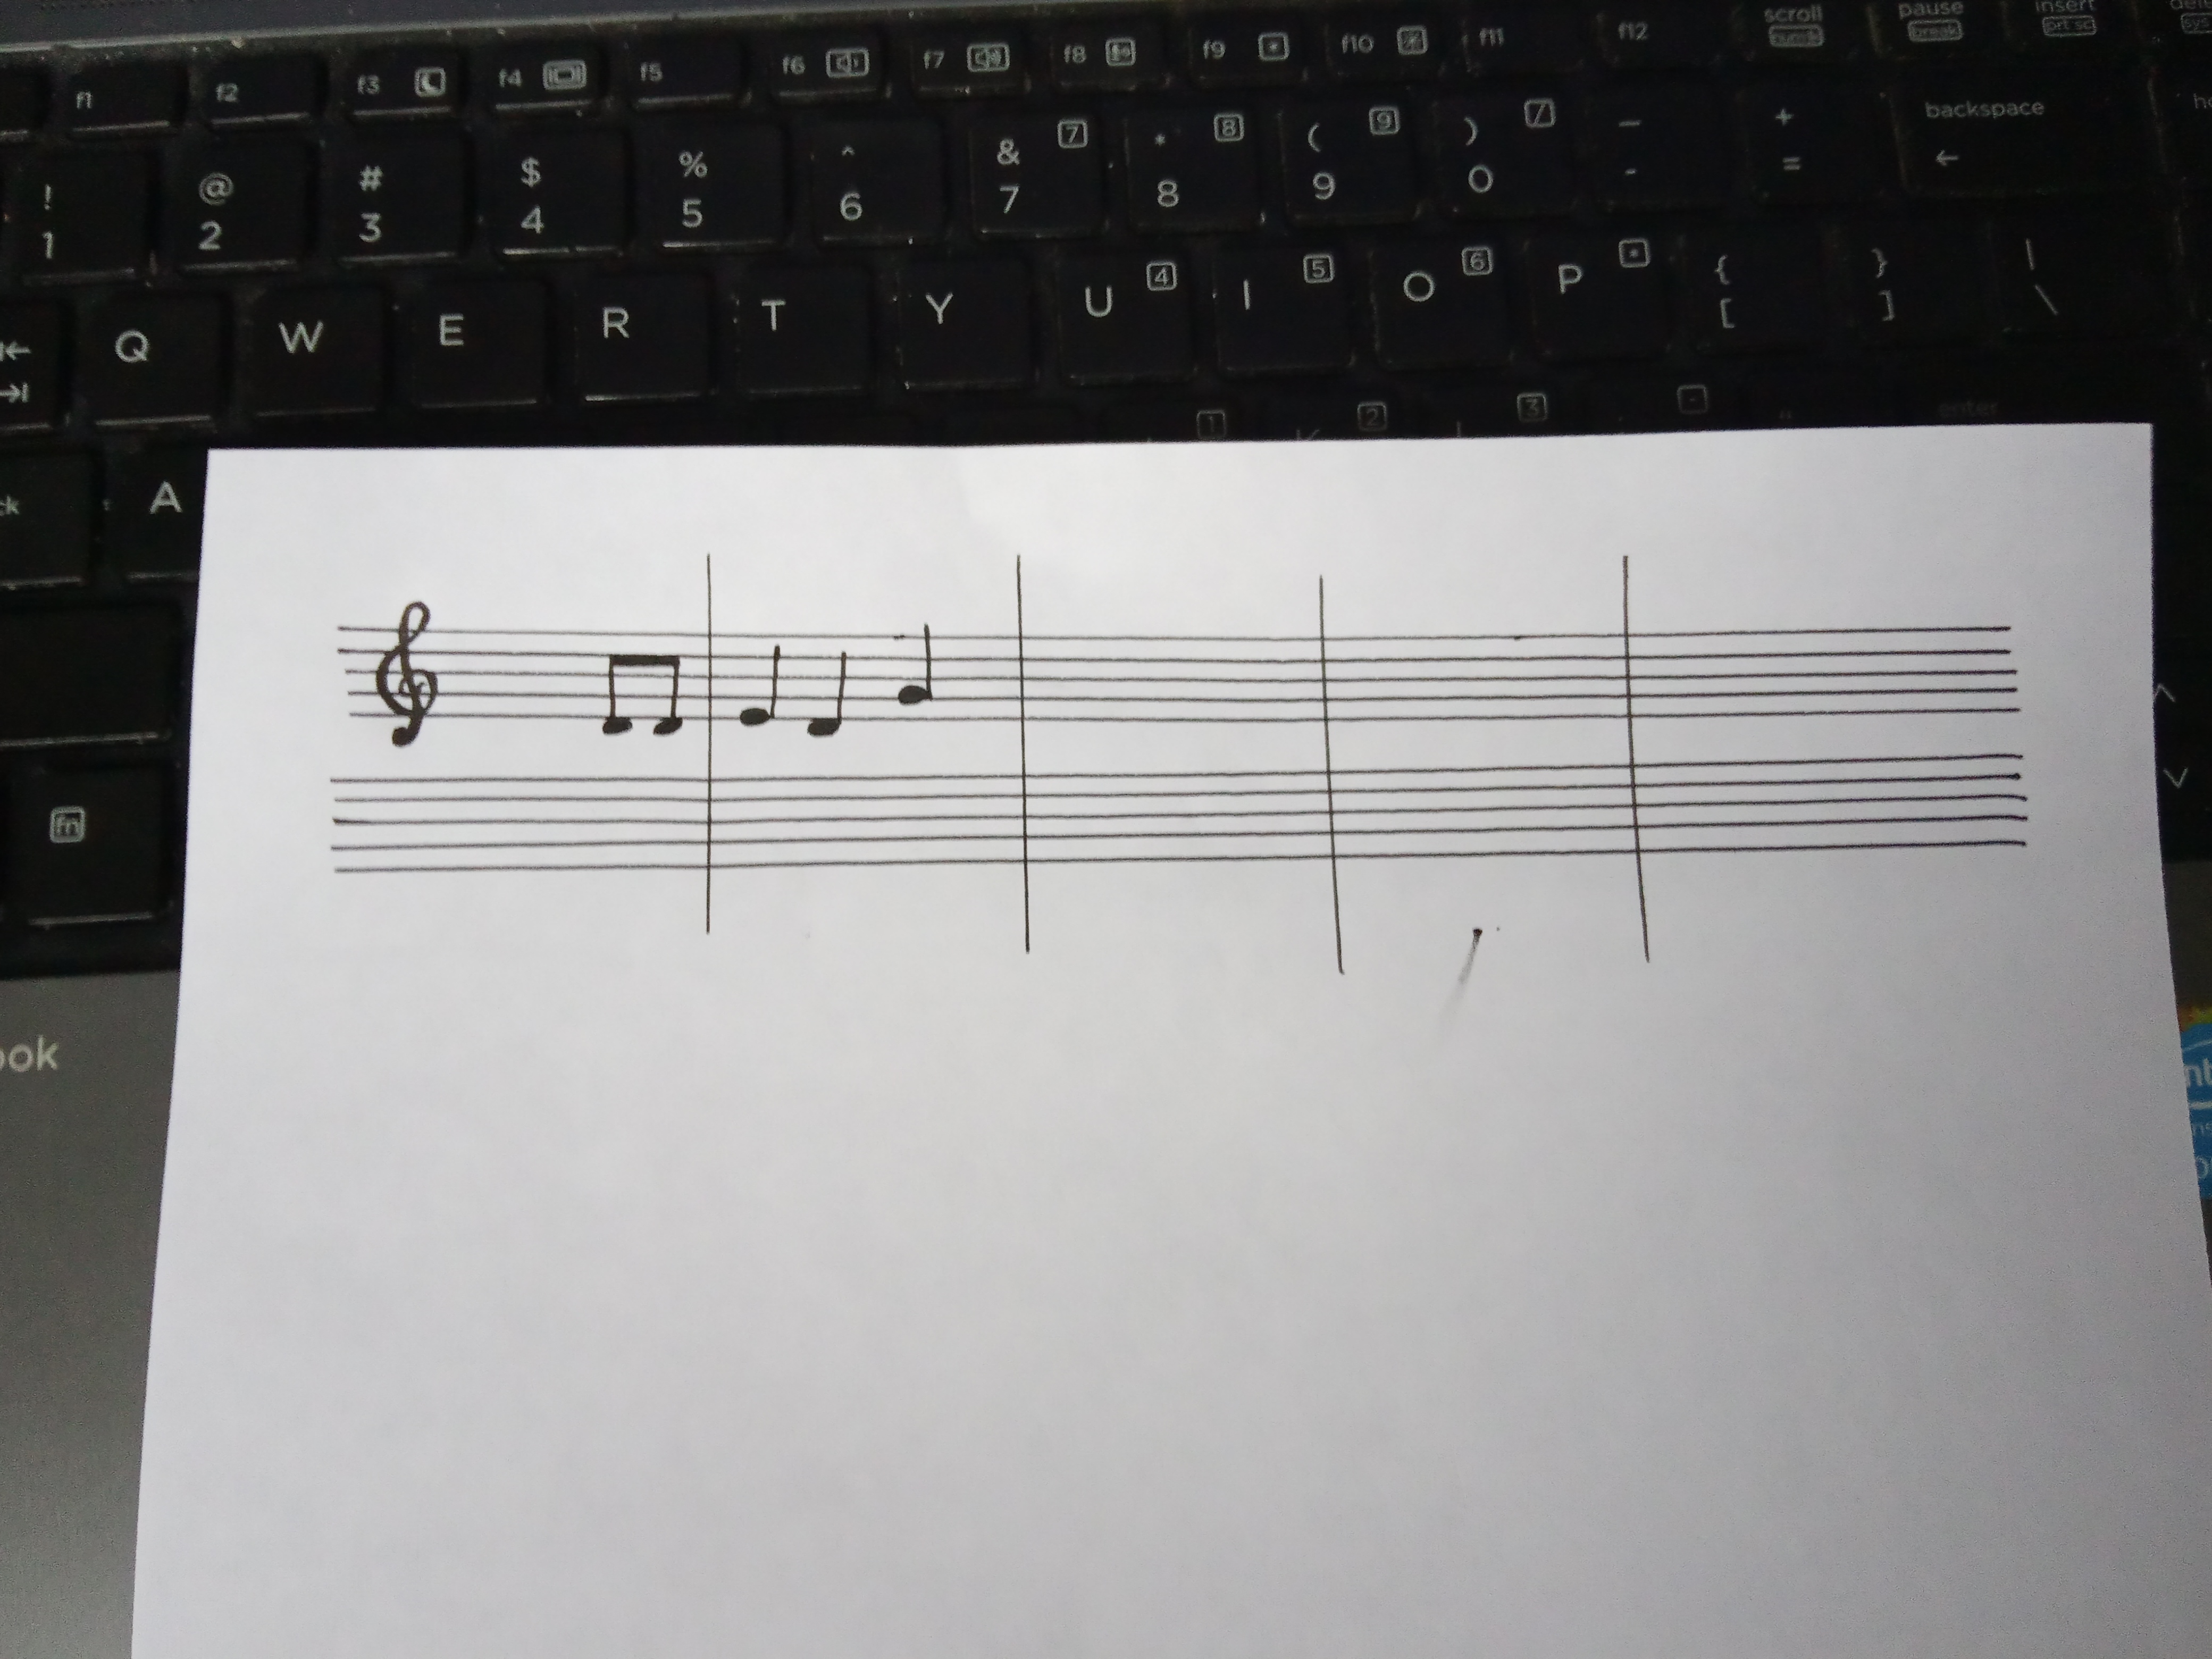 f1 f2 f3 f4 f5 f6 f7 f8 f9 f10 f11 f12 scroll pause insert
break prt sc
! @ # $ % ^ & 7 * 8 ( 9 ) / _ + backspace
1 2 3 4 5 6 7 8 9 0 - = ←
Q W E R T Y U 4 I 5 O 6 P * { [ } ] | \
A 1 2 3 - enter
ck
fn
ook